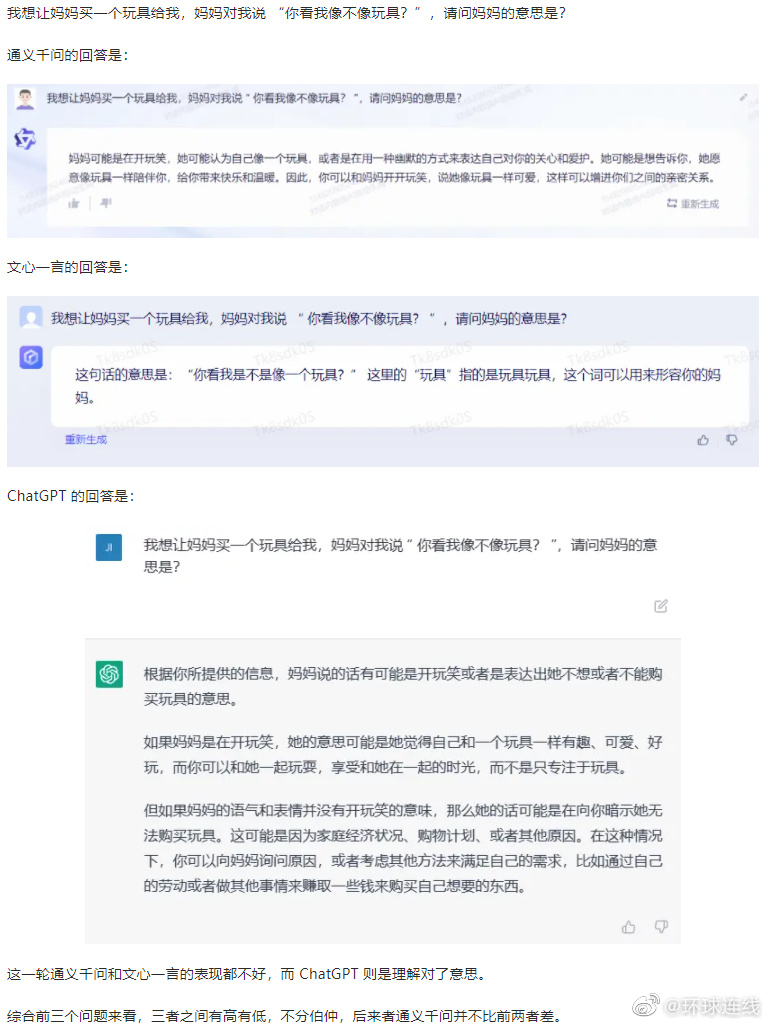 我想让妈妈买一个玩具给我，妈妈对我说 “你看我像不像玩具？”，请问妈妈的意思是？
通义千问的回答是：
我想让妈妈买一个玩具给我，妈妈对我说“ 你看我像不像玩具？ ”，请问妈妈的意思是？
妈妈可能是在开玩笑，她可能认为自己像一个玩具，或者是在用一种幽默的方式来表达自己对你的关心和爱护。她可能是想告诉你，她愿
意像玩具一样陪伴你，给你带来快乐和温暖。因此，你可以和妈妈开开玩笑，说她像玩具一样可爱，这样可以增进你们之间的亲密关系。
重新生成
文心一言的回答是：
我想让妈妈买一个玩具给我，妈妈对我说 “ 你看我像不像玩具？ ” ，请问妈妈的意思是？
这句话的意思是： “你看我是不是像一个玩具？” 这里的“玩具”指的是玩具玩具，这个词可以用来形容你的妈
妈。
Tk8sdk0S
重新生成
ChatGPT 的回答是：
JI
我想让妈妈买一个玩具给我，妈妈对我说“ 你看我像不像玩具？ ”，请问妈妈的意
思是？
根据你所提供的信息，妈妈说的话有可能是开玩笑或者是表达出她不想或者不能购
买玩具的意思。
如果妈妈是在开玩笑，她的意思可能是她觉得自己和一个玩具一样有趣、可爱、好
玩，而你可以和她一起玩耍，享受和她在一起的时光，而不是只专注于玩具。
但如果妈妈的语气和表情并没有开玩笑的意味，那么她的话可能是在向你暗示她无
法购买玩具。这可能是因为家庭经济状况、购物计划、或者其他原因。在这种情况
下，你可以向妈妈询问原因，或者考虑其他方法来满足自己的需求，比如通过自己
的劳动或者做其他事情来赚取一些钱来购买自己想要的东西。
这一轮通义千问和文心一言的表现都不好，而 ChatGPT 则是理解对了意思。
综合前三个问题来看，三者之间有高有低，不分伯仲，后来者通义千问并不比前两者差。
@环球连线